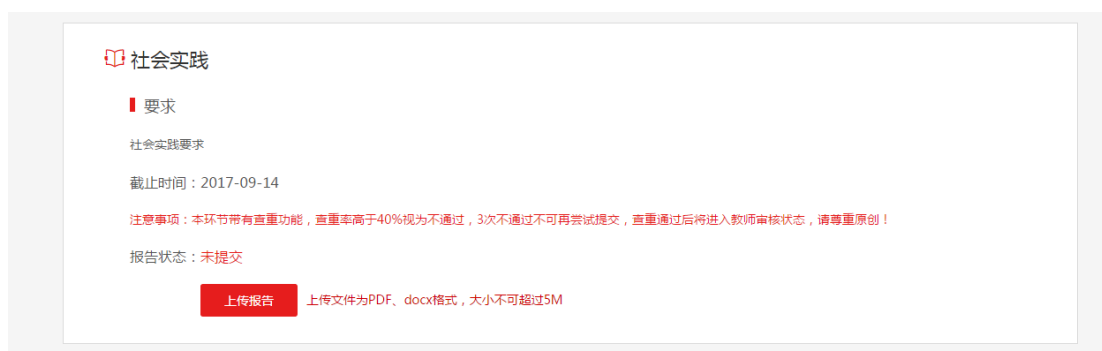 社会实践
要求
社会实践要求
截止时间：2017-09-14
注意事项：本环节带有查重功能，查重率高于40%视为不通过，3次不通过不可再尝试提交，查重通过后将进入教师审核状态，请尊重原创！
报告状态：未提交
上传报告 上传文件为PDF、docx格式，大小不可超过5M